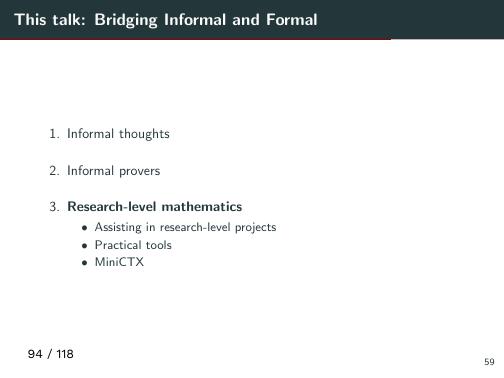 This talk: Bridging Informal and Formal
1. Informal thoughts
2. Informal provers
3. Research-level mathematics
• Assisting in research-level projects
• Practical tools
• MiniCTX
94 / 118
59